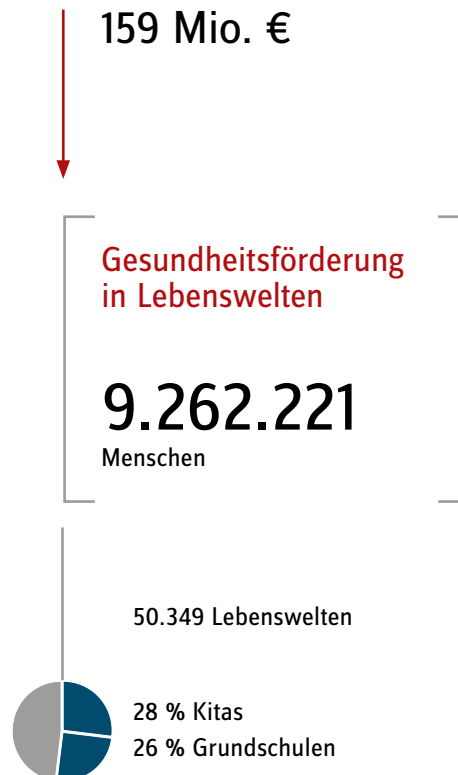 159 Mio. €
Gesundheitsförderung
in Lebenswelten
9.262.221
Menschen
50.349 Lebenswelten
28 % Kitas
26 % Grundschulen